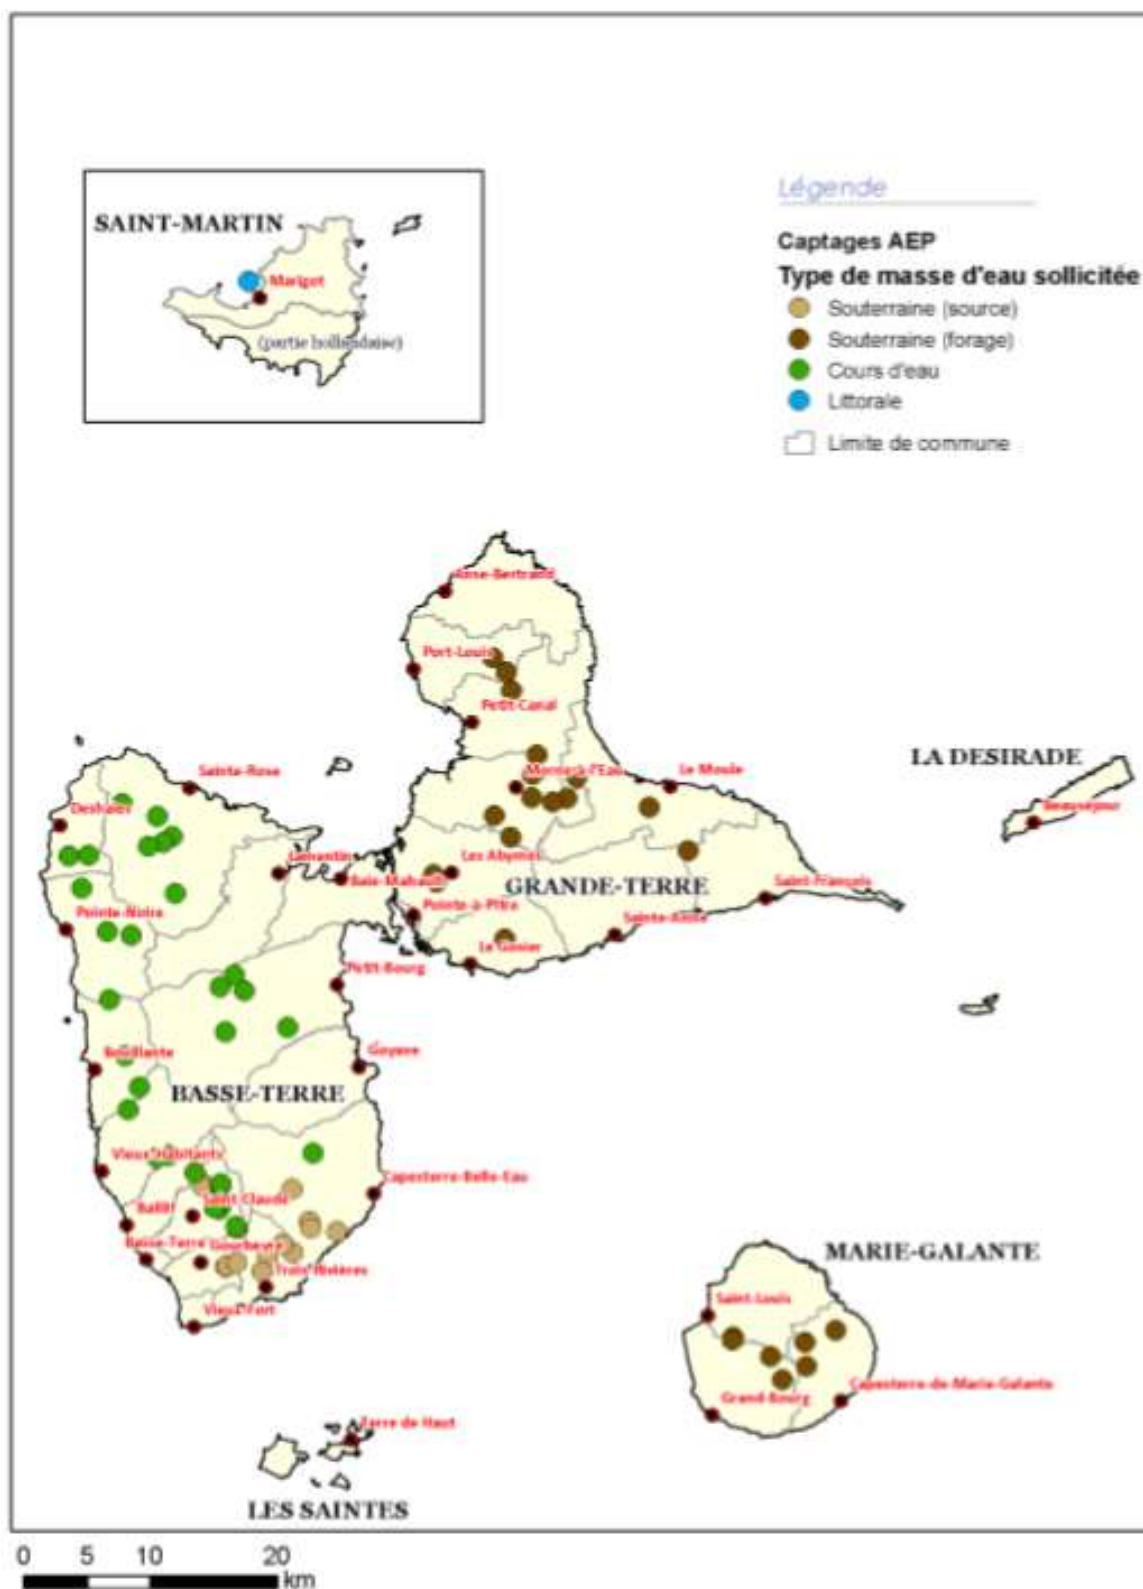 SAINT-MARTIN
Marigot
(partie hollandaise)
Légende
Captages AEP
Type de masse d'eau sollicitée
Souterraine (source)
Souterraine (forage)
Cours d'eau
Littorale
Limite de commune
Anse-Bertrand
Port-Louis
Petit-Canal
Morne-à-l'Eau
Le Moule
LA DESIRADE
Beauséjour
Sainte-Rose
Deshaies
Lamentin
Baie-Mahault
Les Abymes
GRANDE-TERRE
Saint-François
Pointe-Noire
Pointe-à-Pitre
Sainte-Anne
Le Gosier
Petit-Bourg
Bouillante
Goyave
BASSE-TERRE
Vieux-Habitants
Capesterre-Belle-Eau
Saint Claude
Baillif
Basse-Terre
Gourbeyre
Trois-Rivières
Vieux-Fort
MARIE-GALANTE
Saint-Louis
Capesterre-de-Marie-Galante
Grand-Bourg
Terre de Haut
LES SAINTES
0 5 10 20
km